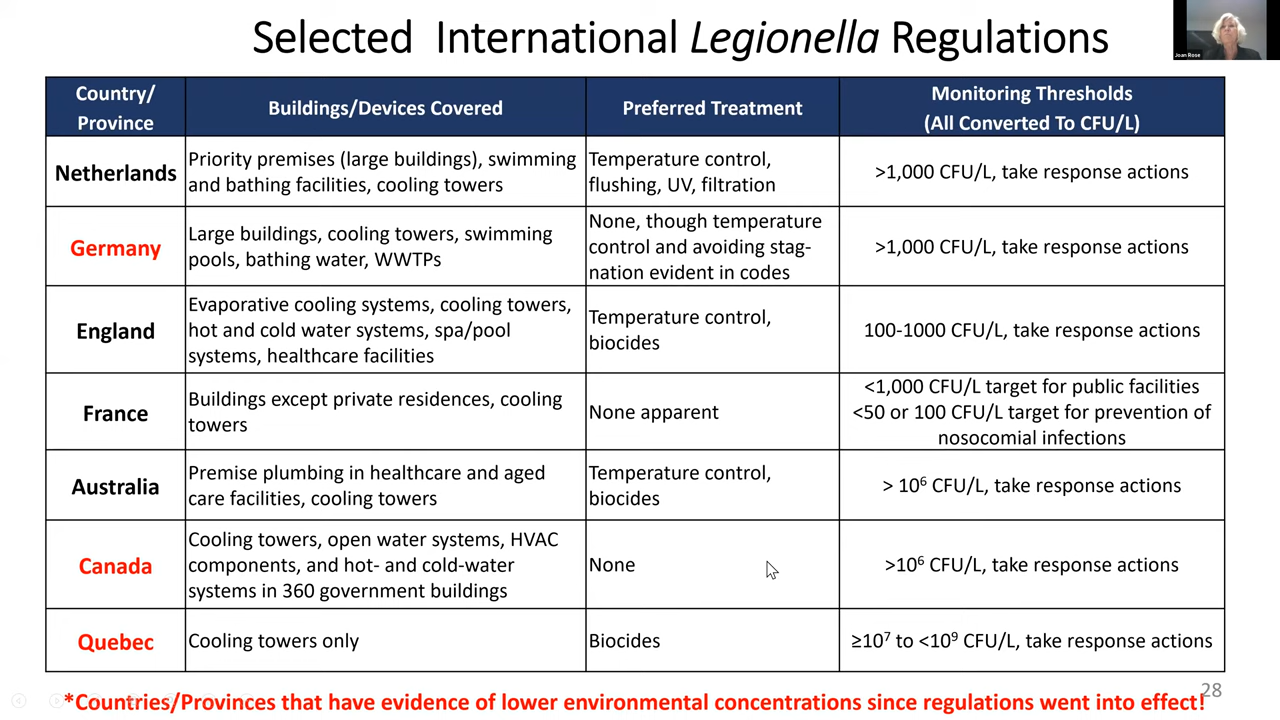 Selected International Legionella Regulations
Joan Rose
Country/
Province
Buildings/Devices Covered
Preferred Treatment
Monitoring Thresholds
(All Converted To CFU/L)
Netherlands
Priority premises (large buildings), swimming
and bathing facilities, cooling towers
Temperature control,
flushing, UV, filtration
>1,000 CFU/L, take response actions
Germany
Large buildings, cooling towers, swimming
pools, bathing water, WWTPs
None, though temperature
control and avoiding stag-
nation evident in codes
>1,000 CFU/L, take response actions
England
Evaporative cooling systems, cooling towers,
hot and cold water systems, spa/pool
systems, healthcare facilities
Temperature control,
biocides
100-1000 CFU/L, take response actions
France
Buildings except private residences, cooling
towers
None apparent
<1,000 CFU/L target for public facilities
<50 or 100 CFU/L target for prevention of
nosocomial infections
Australia
Premise plumbing in healthcare and aged
care facilities, cooling towers
Temperature control,
biocides
> 10⁶ CFU/L, take response actions
Canada
Cooling towers, open water systems, HVAC
components, and hot- and cold-water
systems in 360 government buildings
None
>10⁶ CFU/L, take response actions
Quebec
Cooling towers only
Biocides
≥10⁷ to <10⁹ CFU/L, take response actions
28
*Countries/Provinces that have evidence of lower environmental concentrations since regulations went into effect!